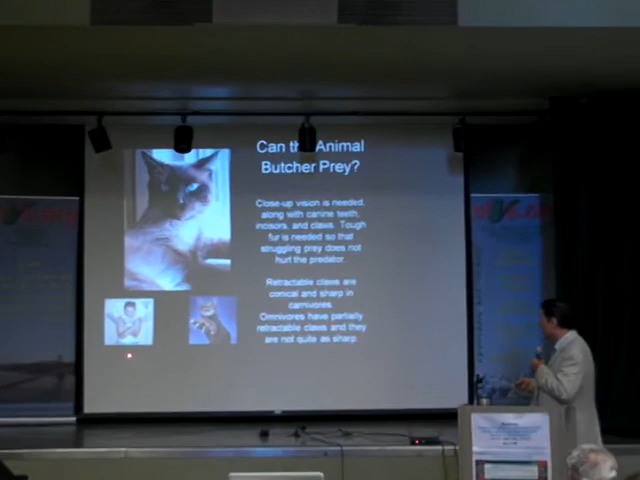 Can the Animal
Butcher Prey?
Close-up vision is needed,
along with canine teeth,
incisors, and claws. Tough
fur is needed so that
struggling prey does not
hurt the predator.
Retractable claws are
conical and sharp in
carnivores.
Omnivores have partially
retractable claws and they
are not quite as sharp.